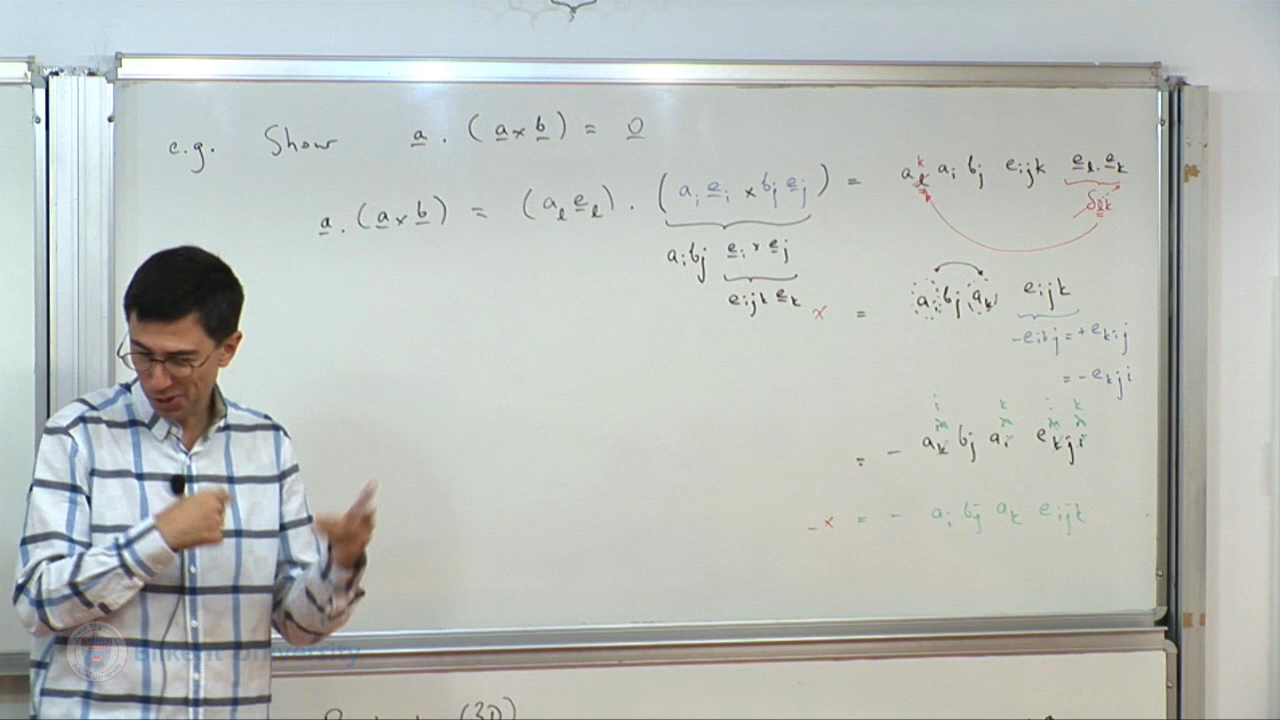 e.g. Show a . ( a × b ) = 0
a . ( a × b ) = ( aₗ eₗ ) . ( aᵢ eᵢ × bⱼ eⱼ ) = aₗ k aᵢ bⱼ eᵢⱼₖ eₗ . eₖ
δₗₖ
aᵢ bⱼ eᵢ × eⱼ
eᵢⱼₖ eₖ
x = aᵢ bⱼ aₖ eᵢⱼₖ
-eᵢₖⱼ = +eₖᵢⱼ
= -eₖⱼᵢ
i k i k
= - aₖ bⱼ aᵢ eₖⱼᵢ
-x = - aᵢ bⱼ aₖ eᵢⱼₖ
Bilkent University
(3D)